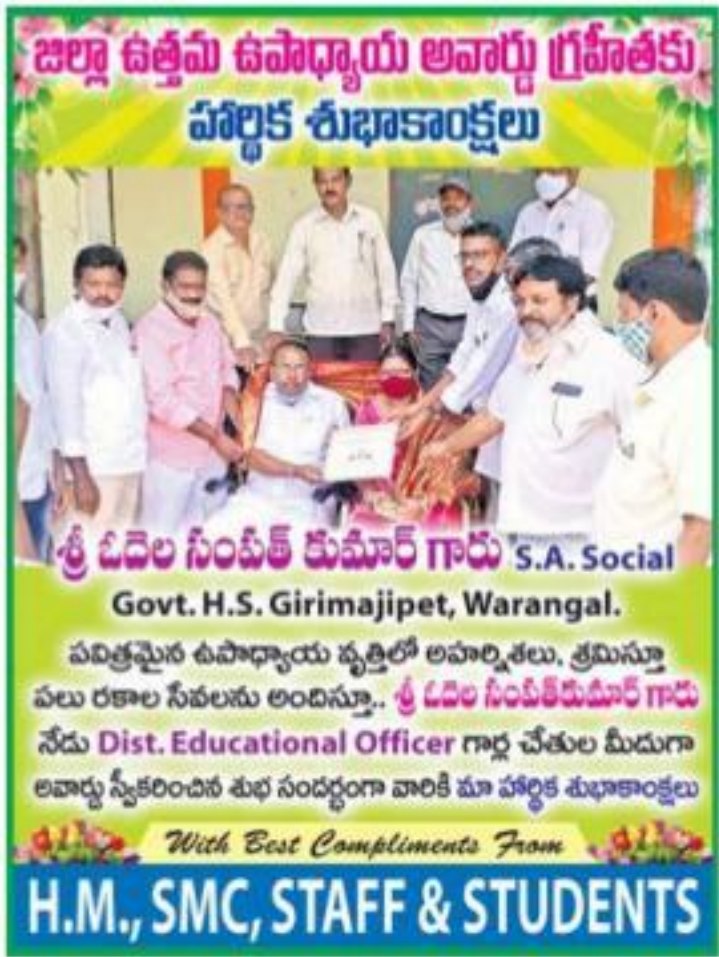 జిల్లా ఉత్తమ ఉపాధ్యాయ అవార్డు గ్రహీతకు
హార్థిక శుభాకాంక్షలు
శ్రీ ఓదెల సంపత్ కుమార్ గారు S.A. Social
Govt. H.S. Girimajipet, Warangal.
పవిత్రమైన ఉపాధ్యాయ వృత్తిలో అహర్నిశలు. శ్రమిస్తూ
పలు రకాల సేవలను అందిస్తూ.. శ్రీ ఓదెల సంపత్‌కుమార్ గారు
నేడు Dist. Educational Officer గార్ల చేతుల మీదుగా
అవార్డు స్వీకరించిన శుభ సందర్భంగా వారికి మా హార్థిక శుభాకాంక్షలు
With Best Compliments From
H.M., SMC, STAFF & STUDENTS